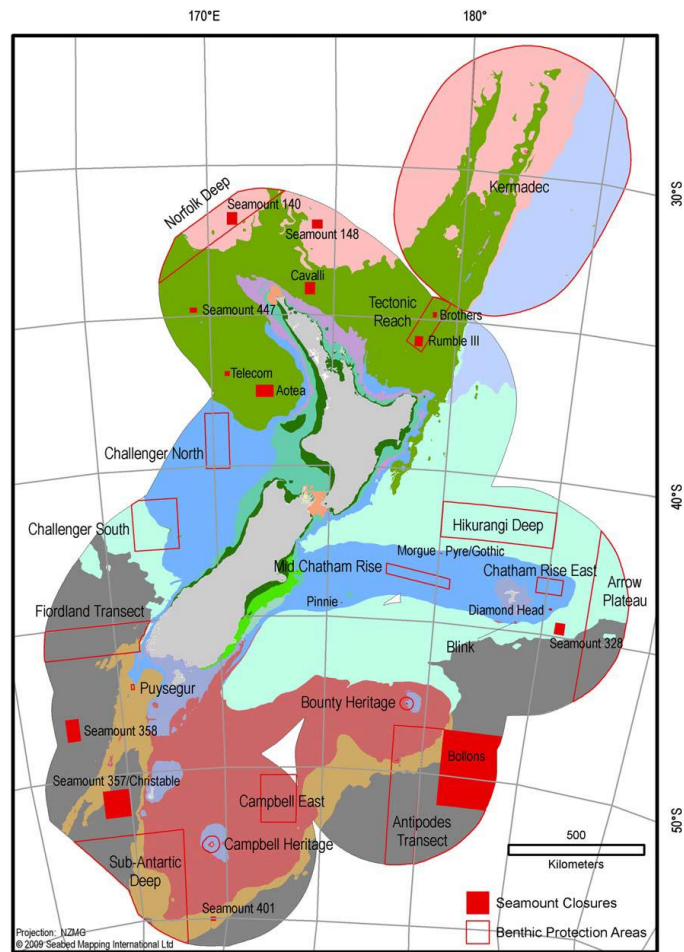 170°E
180°
30°S
40°S
50°S
Kermadec
Norfolk Deep
Seamount 140
Seamount 148
Cavalli
Tectonic
Reach
Brothers
Rumble III
Seamount 447
Telecom
Aotea
Challenger North
Challenger South
Hikurangi Deep
Morgue
Pyre/Gothic
Mid Chatham Rise
Chatham Rise East
Arrow
Plateau
Fiordland Transect
Pinnie
Diamond Head
Blink
Seamount 328
Puysegur
Bounty Heritage
Seamount 358
Bollons
Seamount 357/Christable
Campbell East
Antipodes
Transect
Campbell Heritage
Sub-Antartic
Deep
Seamount 401
500
Kilometers
Seamount Closures
Benthic Protection Areas
Projection: NZMG
© 2009 Seabed Mapping International Ltd